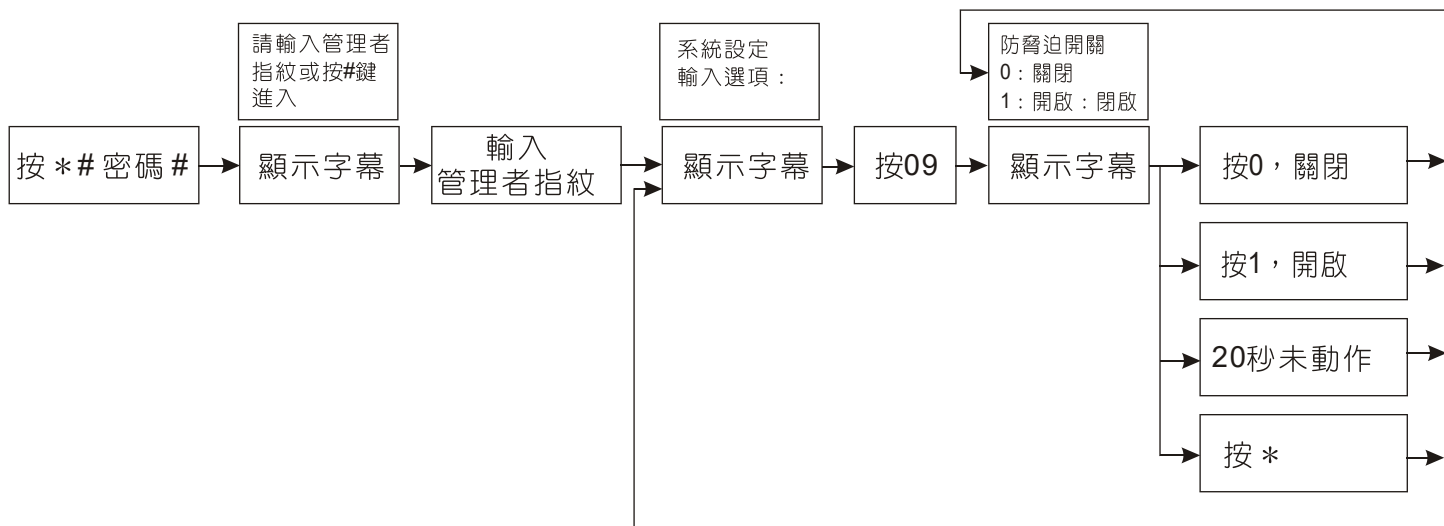 請輸入管理者
指紋或按#鍵
進入
系統設定
輸入選項：
防脅迫開關
0：關閉
1：開啟：閉啟
按＊# 密碼 #
顯示字幕
輸入
管理者指紋
顯示字幕
按09
顯示字幕
按0，關閉
按1，開啟
20秒未動作
按＊